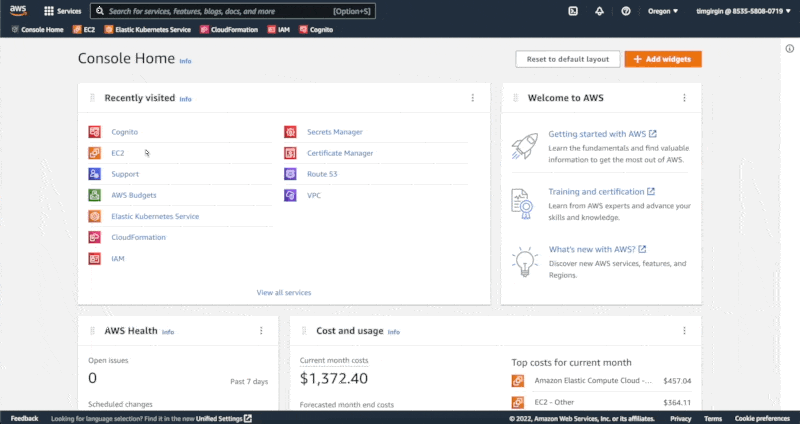 aws Services Search for services, features, blogs, docs, and more [Option+S] Oregon timgirgin @ 8535-5808-0719
Console Home EC2 Elastic Kubernetes Service CloudFormation IAM Cognito
Console Home Info
Reset to default layout
Add widgets
Recently visited Info
Cognito
EC2
Support
AWS Budgets
Elastic Kubernetes Service
CloudFormation
IAM
Secrets Manager
Certificate Manager
Route 53
VPC
View all services
Welcome to AWS
Getting started with AWS
Learn the fundamentals and find valuable
information to get the most out of AWS.
Training and certification
Learn from AWS experts and advance your
skills and knowledge.
What's new with AWS?
Discover new AWS services, features, and
Regions.
AWS Health Info
Open issues
0
Past 7 days
Scheduled changes
Cost and usage Info
Current month costs
$1,372.40
Forecasted month end costs
Top costs for current month
Amazon Elastic Compute Cloud -... $457.04
EC2 - Other $364.11
Feedback Looking for language selection? Find it in the new Unified Settings © 2022, Amazon Web Services, Inc. or its affiliates. Privacy Terms Cookie preferences